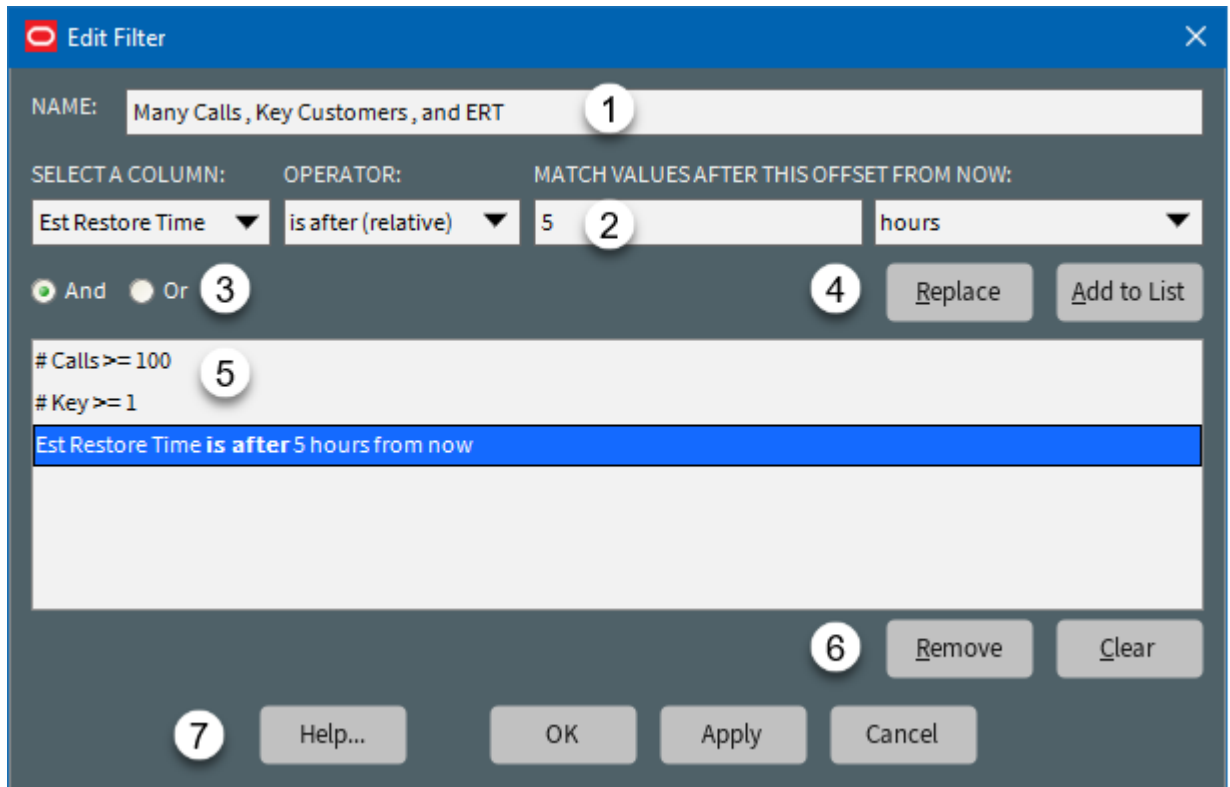 Edit Filter
NAME: Many Calls , Key Customers , and ERT 1
SELECT A COLUMN: OPERATOR: MATCH VALUES AFTER THIS OFFSET FROM NOW:
Est Restore Time is after (relative) 5 2 hours
And Or 3 4 Replace Add to List
# Calls >= 100
5
# Key >= 1
Est Restore Time is after 5 hours from now
6 Remove Clear
7 Help... OK Apply Cancel